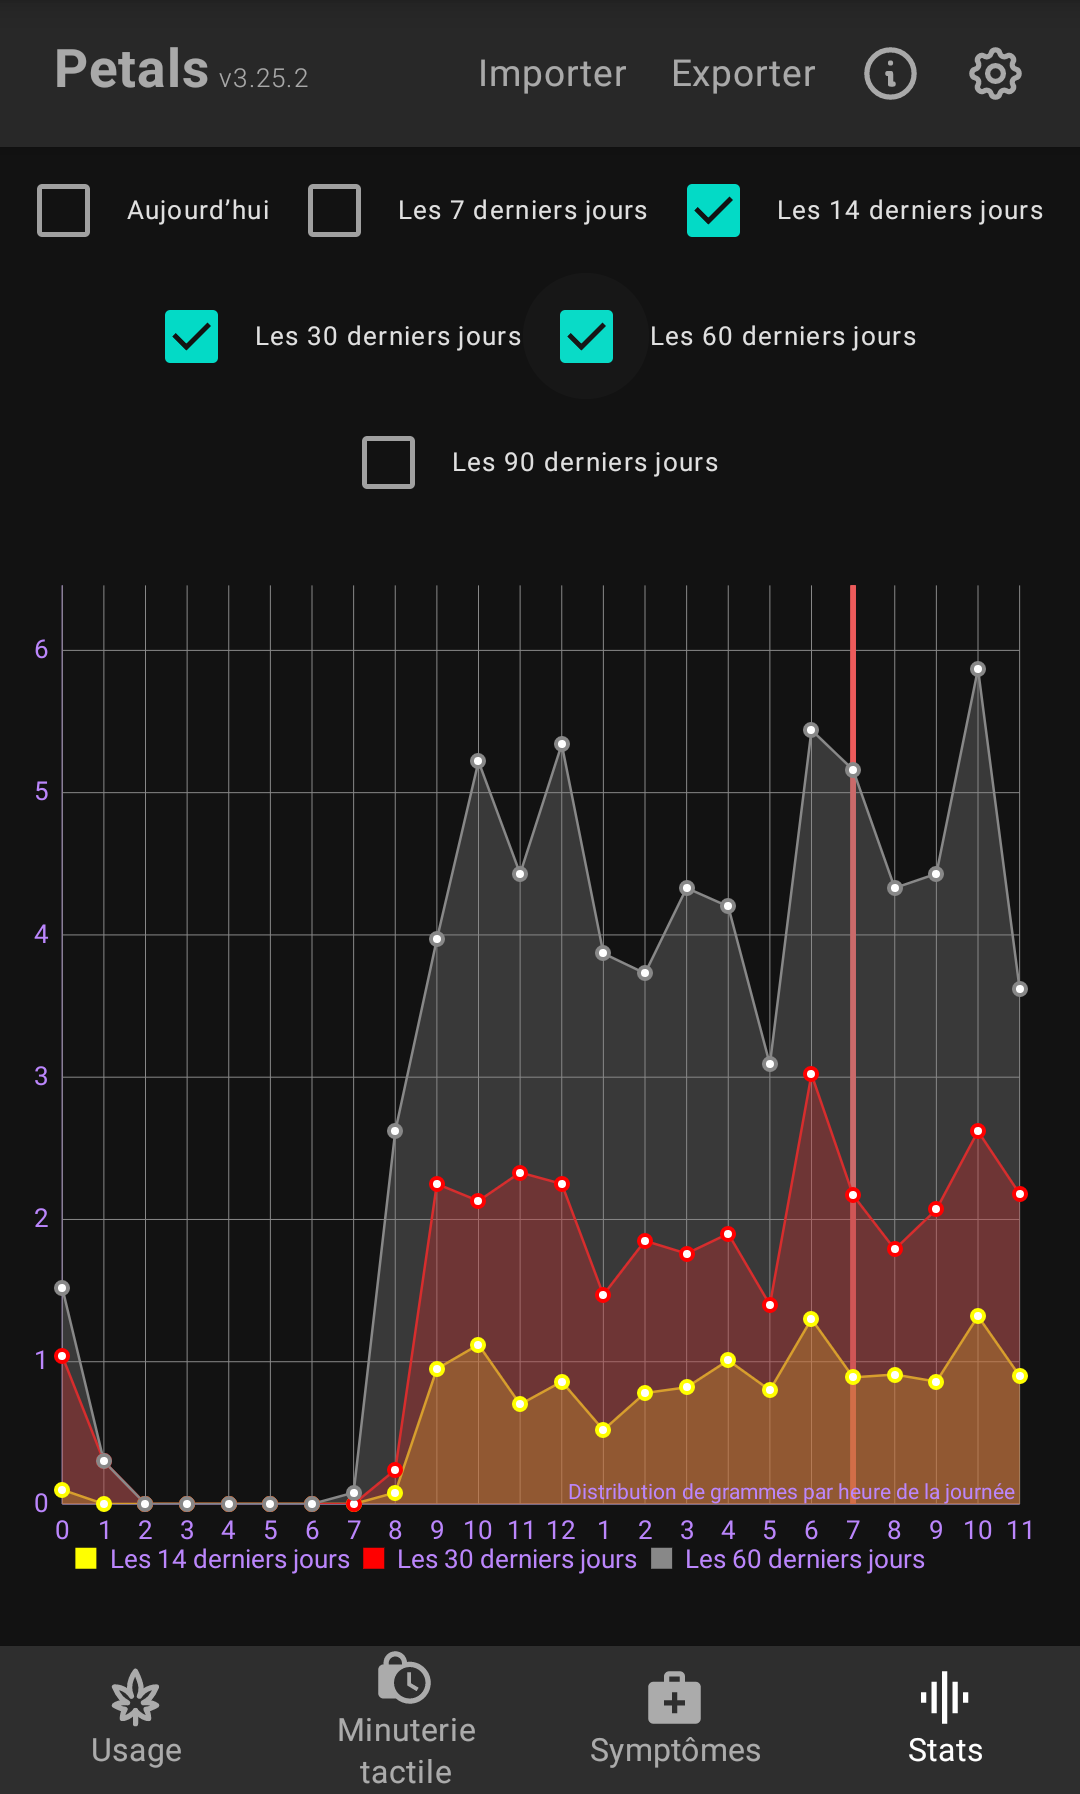 Petals v3.25.2 Importer Exporter
Aujourd’hui Les 7 derniers jours Les 14 derniers jours
Les 30 derniers jours Les 60 derniers jours
Les 90 derniers jours
6
5
4
3
2
1
0
Distribution de grammes par heure de la journée
0 1 2 3 4 5 6 7 8 9 10 11 12 1 2 3 4 5 6 7 8 9 10 11
Les 14 derniers jours Les 30 derniers jours Les 60 derniers jours
Usage
Minuterie
tactile
Symptômes
Stats